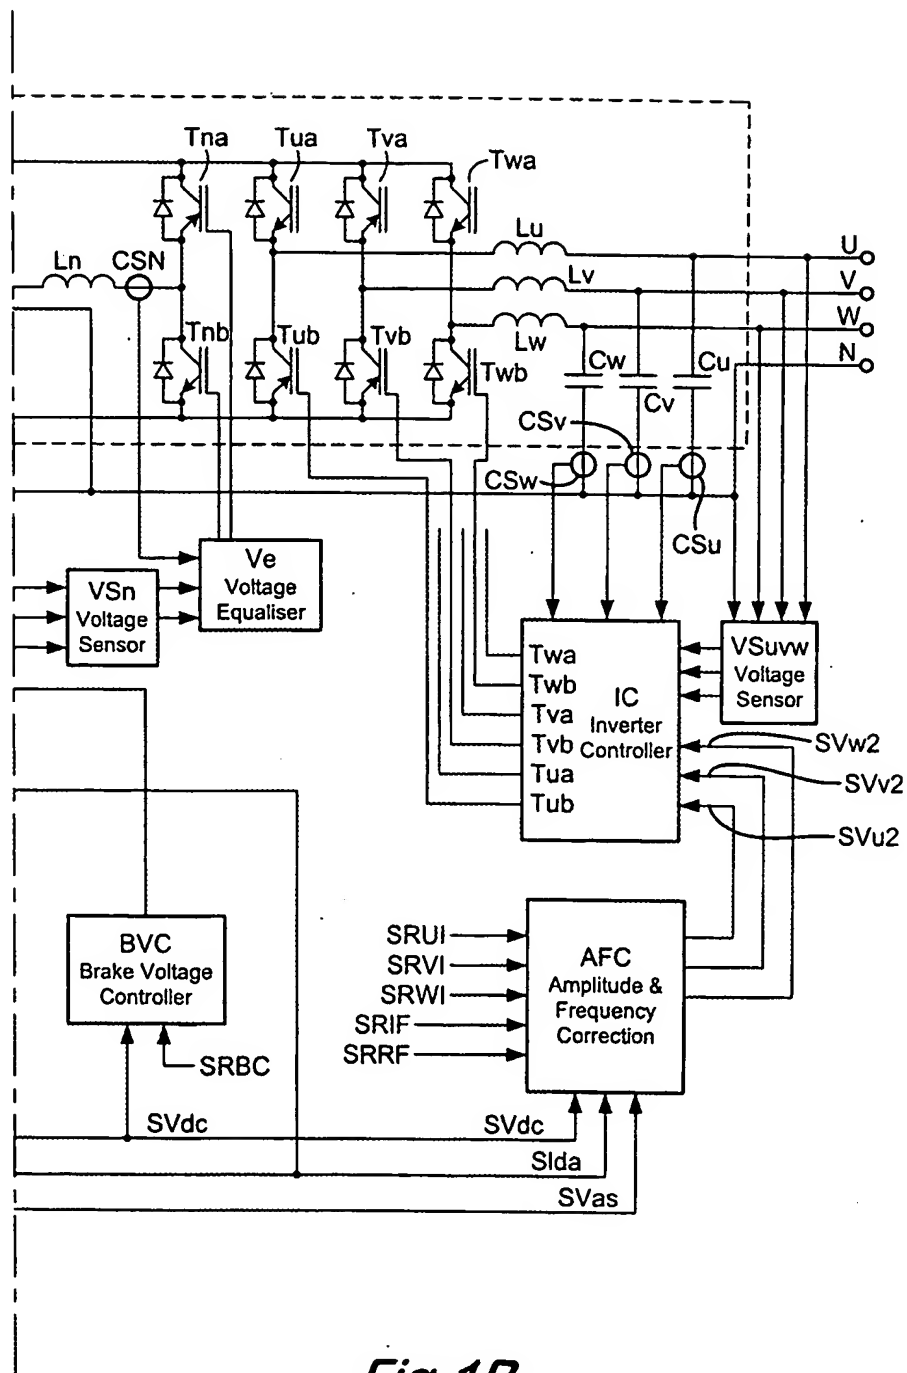 Tna Tua Tva
Twa
Lu U
Ln CSN Lv V
W
Lw
Tnb Tub Tvb N
Twb Cw Cu
Cv
CSv
CSw
CSu
Ve
Voltage
Equaliser
VSn
Voltage
Sensor
VSuvw
Voltage
Sensor
Twa
Twb
Tva
Tvb
Tua
Tub
IC
Inverter
Controller
SVw2
SVv2
SVu2
BVC
Brake Voltage
Controller
SRBC
SRUI
SRVI
SRWI
SRIF
SRRF
AFC
Amplitude &
Frequency
Correction
SVdc SVdc
SIda
SVas
Fig 1B